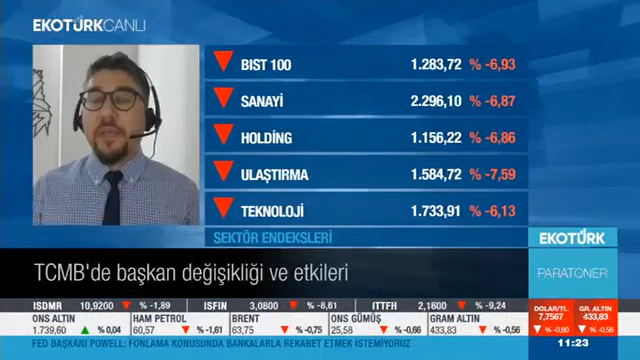 EKOTÜRK CANLI
BIST 100 1.283,72 % -6,93
SANAYİ 2.296,10 % -6,87
HOLDİNG 1.156,22 % -6,86
ULAŞTIRMA 1.584,72 % -7,59
TEKNOLOJİ 1.733,91 % -6,13
SEKTÖR ENDEKSLERİ
EKOTÜRK
TCMB'de başkan değişikliği ve etkileri
PARATONER
ISDMR 10,9200 % -1,89 ISFIN 3,0800 % -8,61 ITTFH 2,1600 % -9,24
ONS ALTIN HAM PETROL BRENT ONS GÜMÜŞ GRAM ALTIN
1.739,60 % 0,04 60,57 % -1,61 63,75 % -0,75 25,58 % -0,66 433,83 % -0,56
DOLAR/TL GR. ALTIN
7,7567 433,83
% -0,60 % -0,56
FED BAŞKANI POWELL: FONLAMA KONUSUNDA BANKALARLA REKABET ETMEK İSTEMİYORUZ
11:23